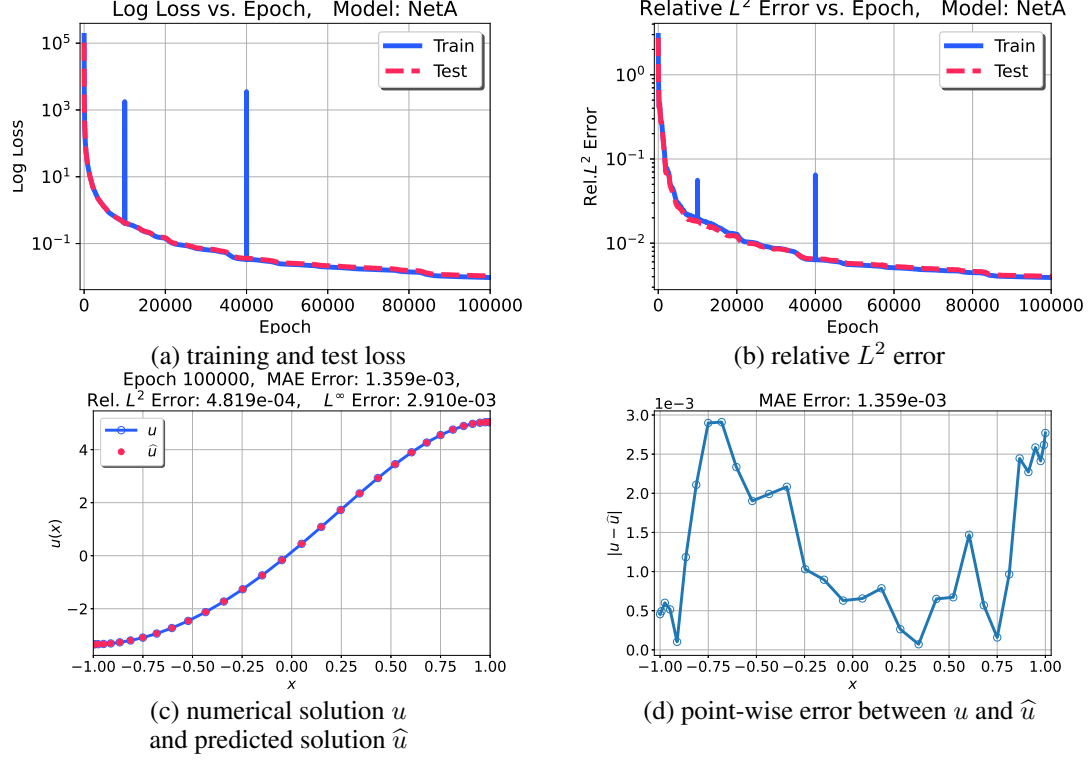 Log Loss vs. Epoch,   Model: NetA
10^5
10^3
10^1
10^−1
Log Loss
Train
Test
0 20000 40000 60000 80000 100000
Epoch
(a) training and test loss
Relative L^2 Error vs. Epoch,   Model: NetA
10^0
10^−1
10^−2
Rel.L^2 Error
Train
Test
0 20000 40000 60000 80000 100000
Epoch
(b) relative L^2 error
Epoch 100000,  MAE Error: 1.359e-03,
Rel. L^2 Error: 4.819e-04,   L^∞ Error: 2.910e-03
4
2
0
−2
u(x)
u
û
−1.00 −0.75 −0.50 −0.25 0.00 0.25 0.50 0.75 1.00
x
(c) numerical solution u
and predicted solution û
MAE Error: 1.359e-03
1e−3
3.0
2.5
2.0
1.5
1.0
0.5
0.0
|u − û|
−1.00 −0.75 −0.50 −0.25 0.00 0.25 0.50 0.75 1.00
x
(d) point-wise error between u and û